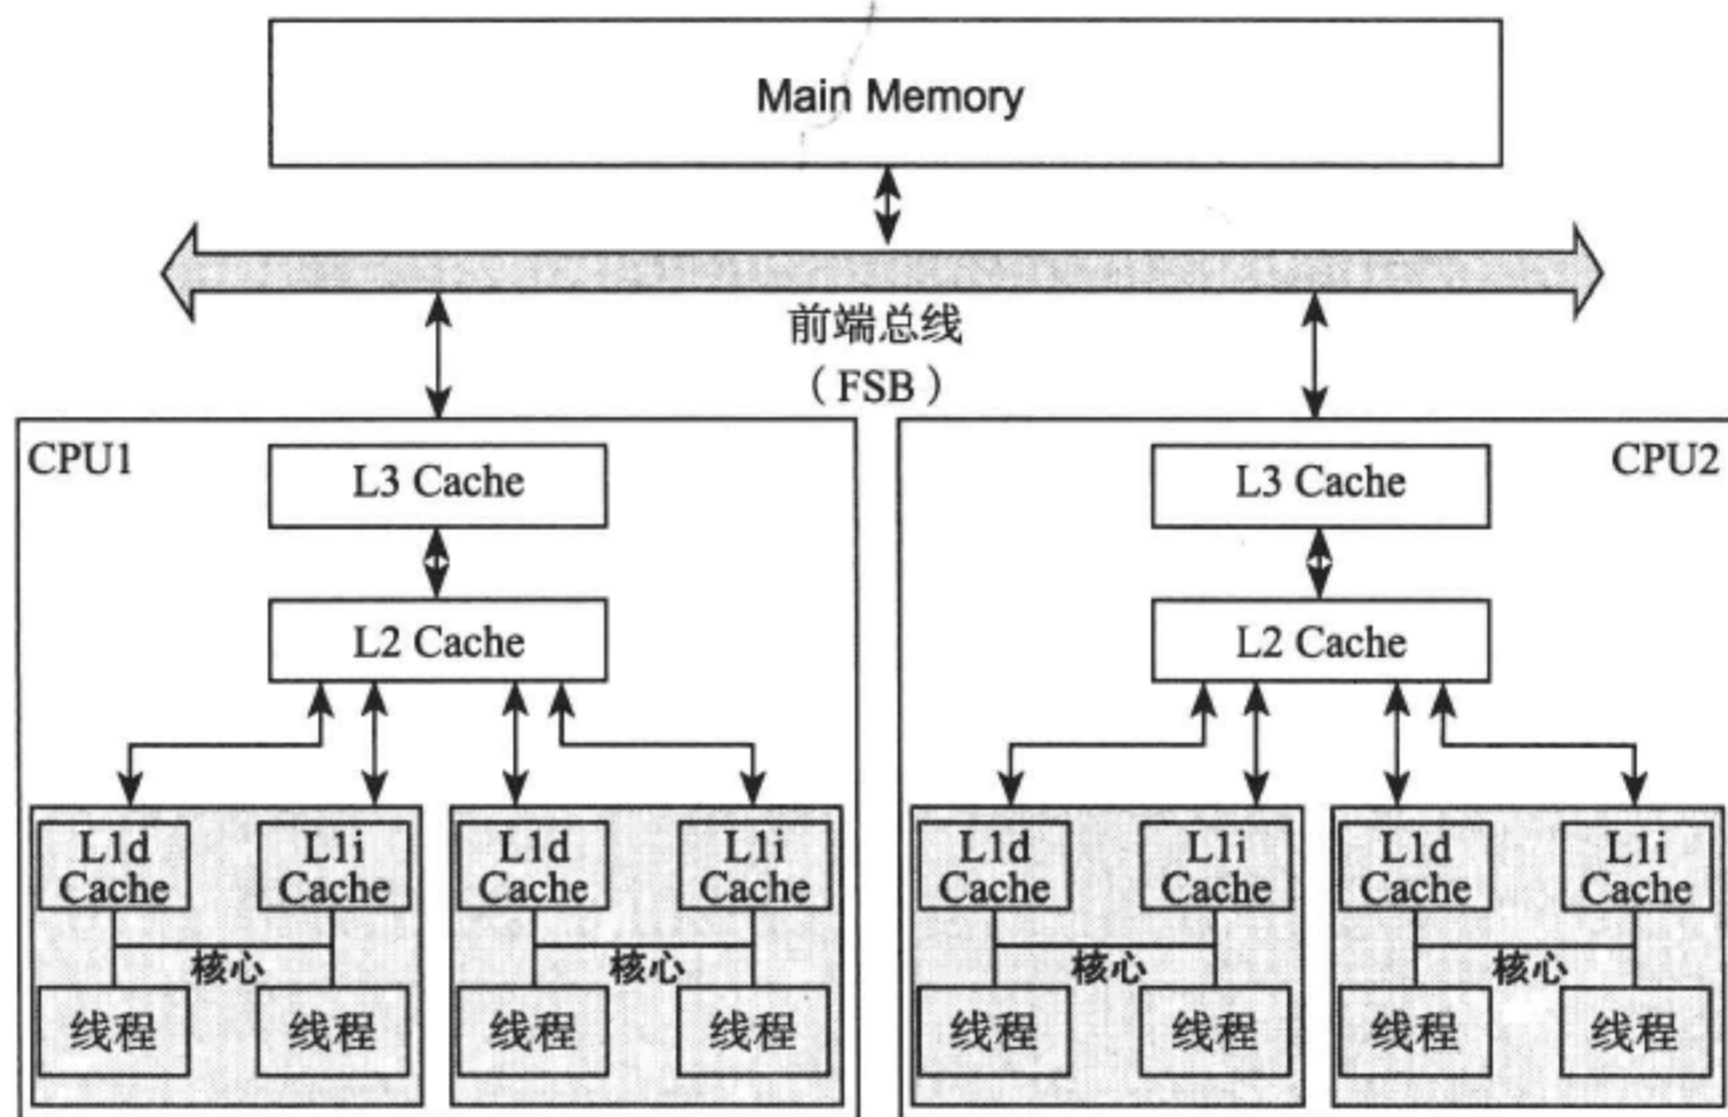 Main Memory
前端总线
（FSB）
CPU1
L3 Cache
L2 Cache
L1d
Cache
L1i
Cache
核心
线程
线程
L1d
Cache
L1i
Cache
核心
线程
线程
CPU2
L3 Cache
L2 Cache
L1d
Cache
L1i
Cache
核心
线程
线程
L1d
Cache
L1i
Cache
核心
线程
线程